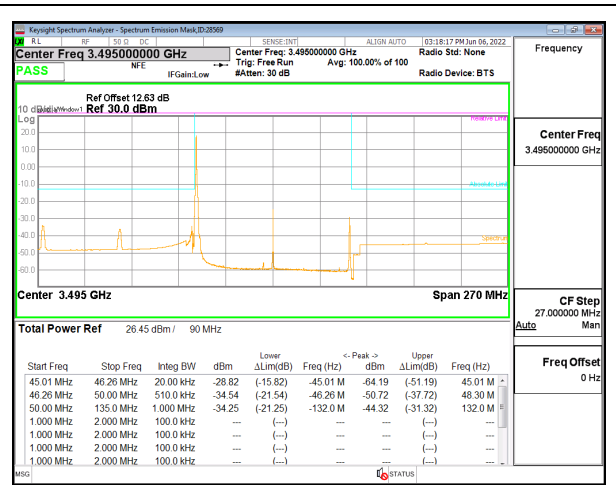 Keysight Spectrum Analyzer - Spectrum Emission Mask,ID:28569
RL RF 50 Ω DC SENSE:INT ALIGN AUTO 03:18:17 PM Jun 06, 2022
Center Freq 3.495000000 GHz
Center Freq: 3.495000000 GHz
Radio Std: None
NFE
Trig: Free Run
Avg: 100.00% of 100
PASS
IFGain:Low
#Atten: 30 dB
Radio Device: BTS
Ref Offset 12.63 dB
10 dB/div
Window1
Ref 30.0 dBm
Log
Relative Limit
20.0
10.0
0.00
-10.0
Absolute Limit
-20.0
-30.0
-40.0
Spectrum
-50.0
-60.0
Center 3.495 GHz
Span 270 MHz
Total Power Ref 26.45 dBm / 90 MHz
Lower <- Peak -> Upper
Start Freq Stop Freq Integ BW dBm ΔLim(dB) Freq (Hz) dBm ΔLim(dB) Freq (Hz)
45.01 MHz 46.26 MHz 20.00 kHz -28.82 (-15.82) -45.01 M -64.19 (-51.19) 45.01 M
46.26 MHz 50.00 MHz 510.0 kHz -34.54 (-21.54) -46.26 M -50.72 (-37.72) 48.30 M
50.00 MHz 135.0 MHz 1.000 MHz -34.25 (-21.25) -132.0 M -44.32 (-31.32) 132.0 M
1.000 MHz 2.000 MHz 100.0 kHz --- (---) --- --- (---) ---
1.000 MHz 2.000 MHz 100.0 kHz --- (---) --- --- (---) ---
1.000 MHz 2.000 MHz 100.0 kHz --- (---) --- --- (---) ---
MSG
STATUS
Frequency
Center Freq
3.495000000 GHz
CF Step
27.000000 MHz
Auto Man
Freq Offset
0 Hz